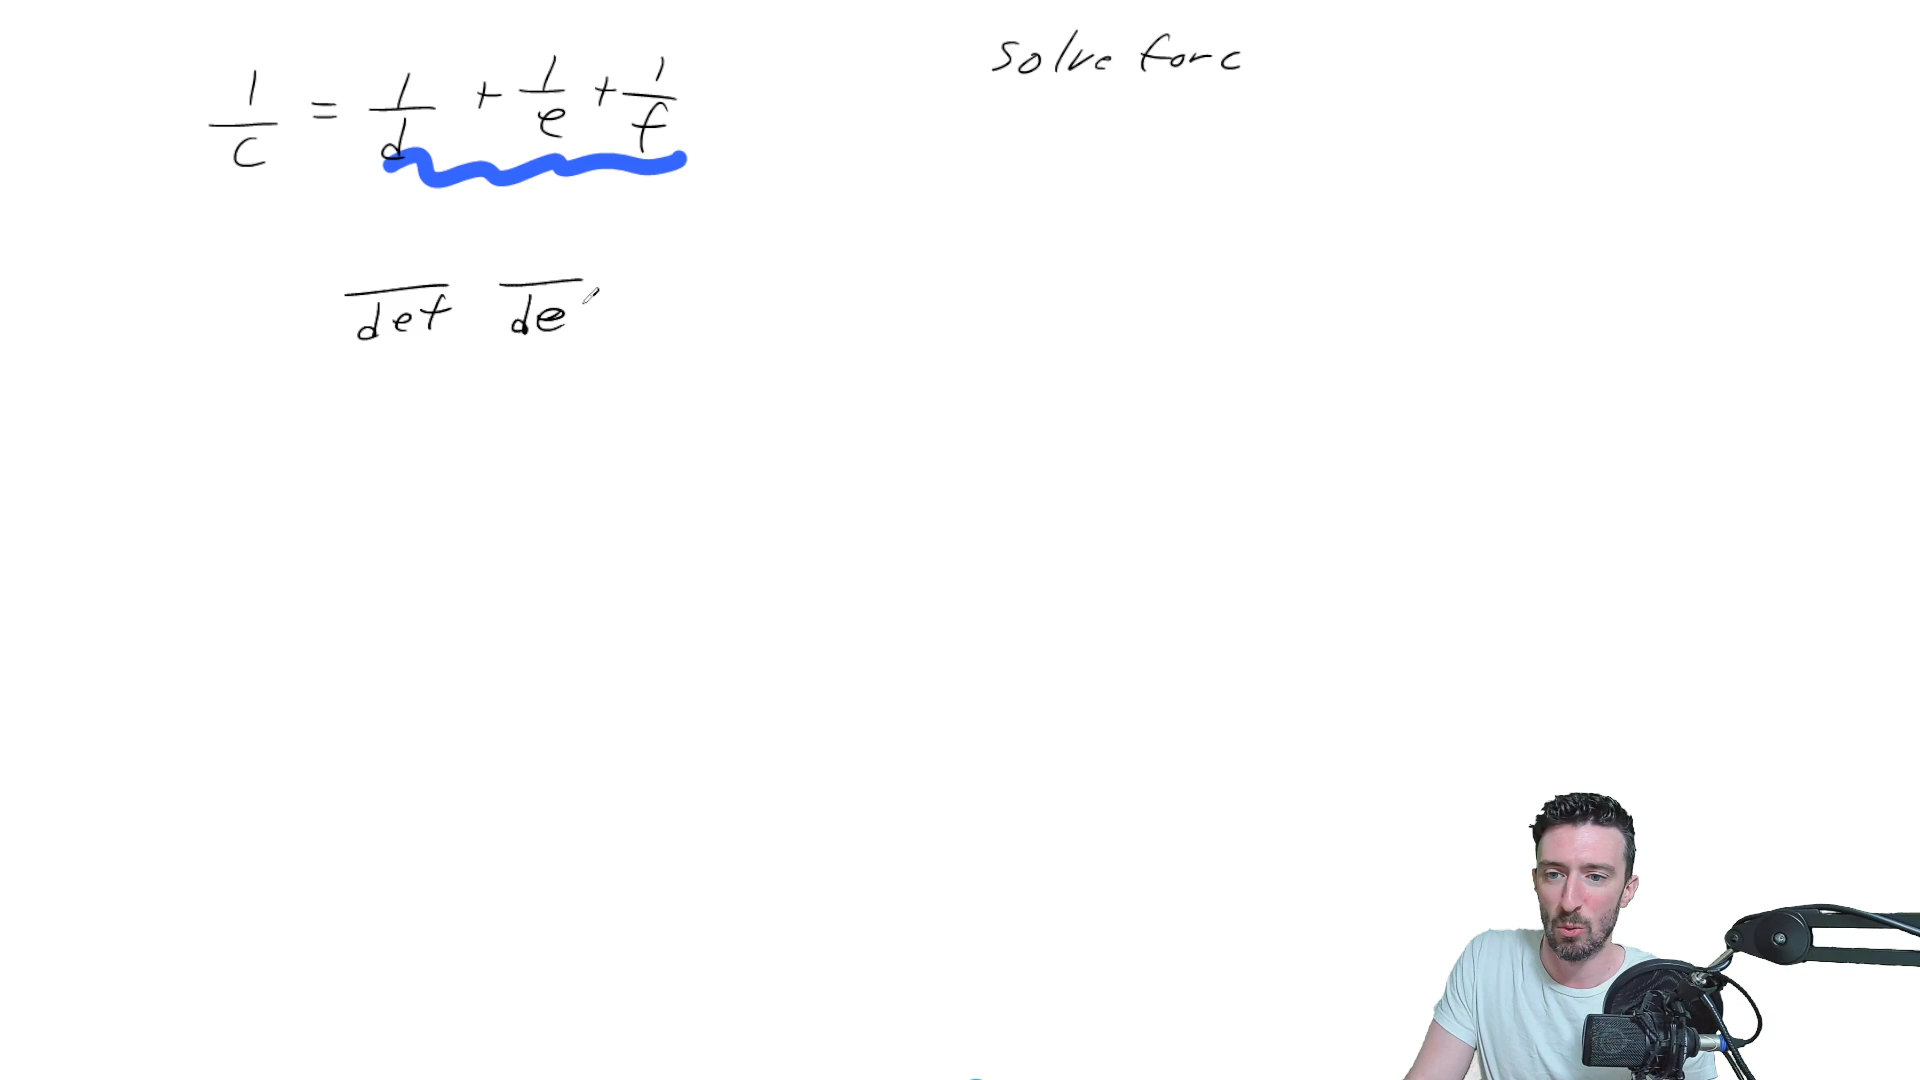 solve for c
1/c = 1/d + 1/e + 1/f
def de